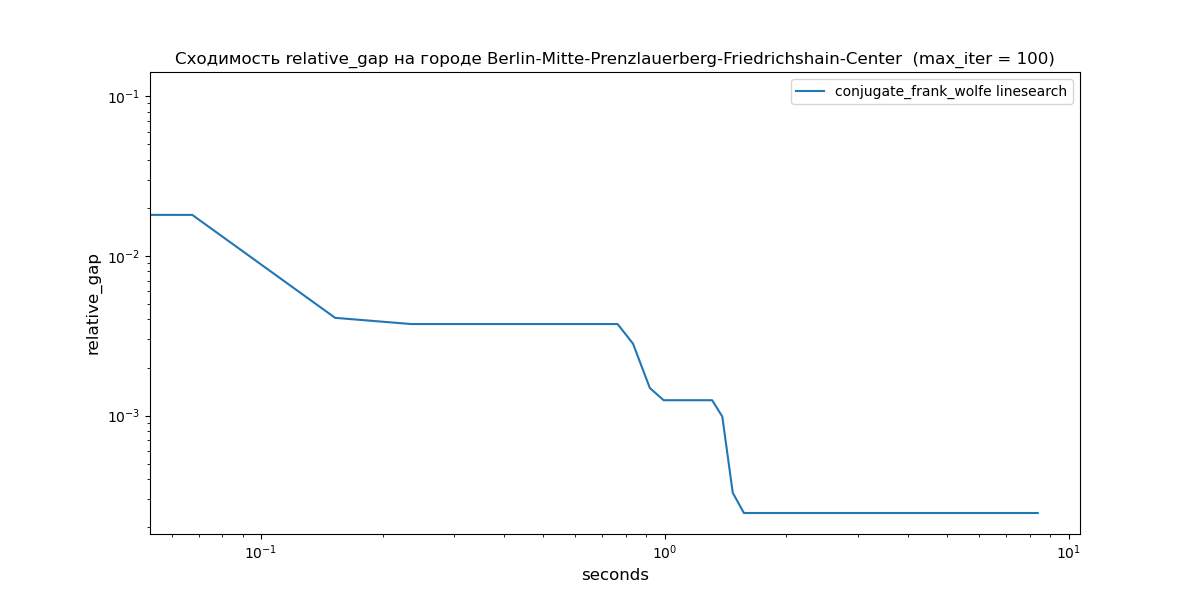 Сходимость relative_gap на городе Berlin-Mitte-Prenzlauerberg-Friedrichshain-Center (max_iter = 100)
conjugate_frank_wolfe linesearch
relative_gap
10⁻¹
10⁻²
10⁻³
10⁻¹ 10⁰ 10¹
seconds